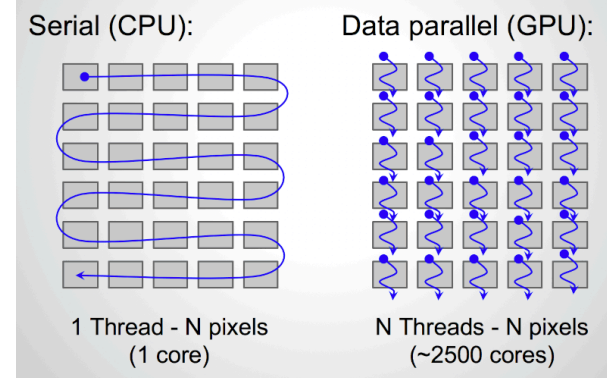 Serial (CPU):
Data parallel (GPU):
1 Thread - N pixels
(1 core)
N Threads - N pixels
(~2500 cores)